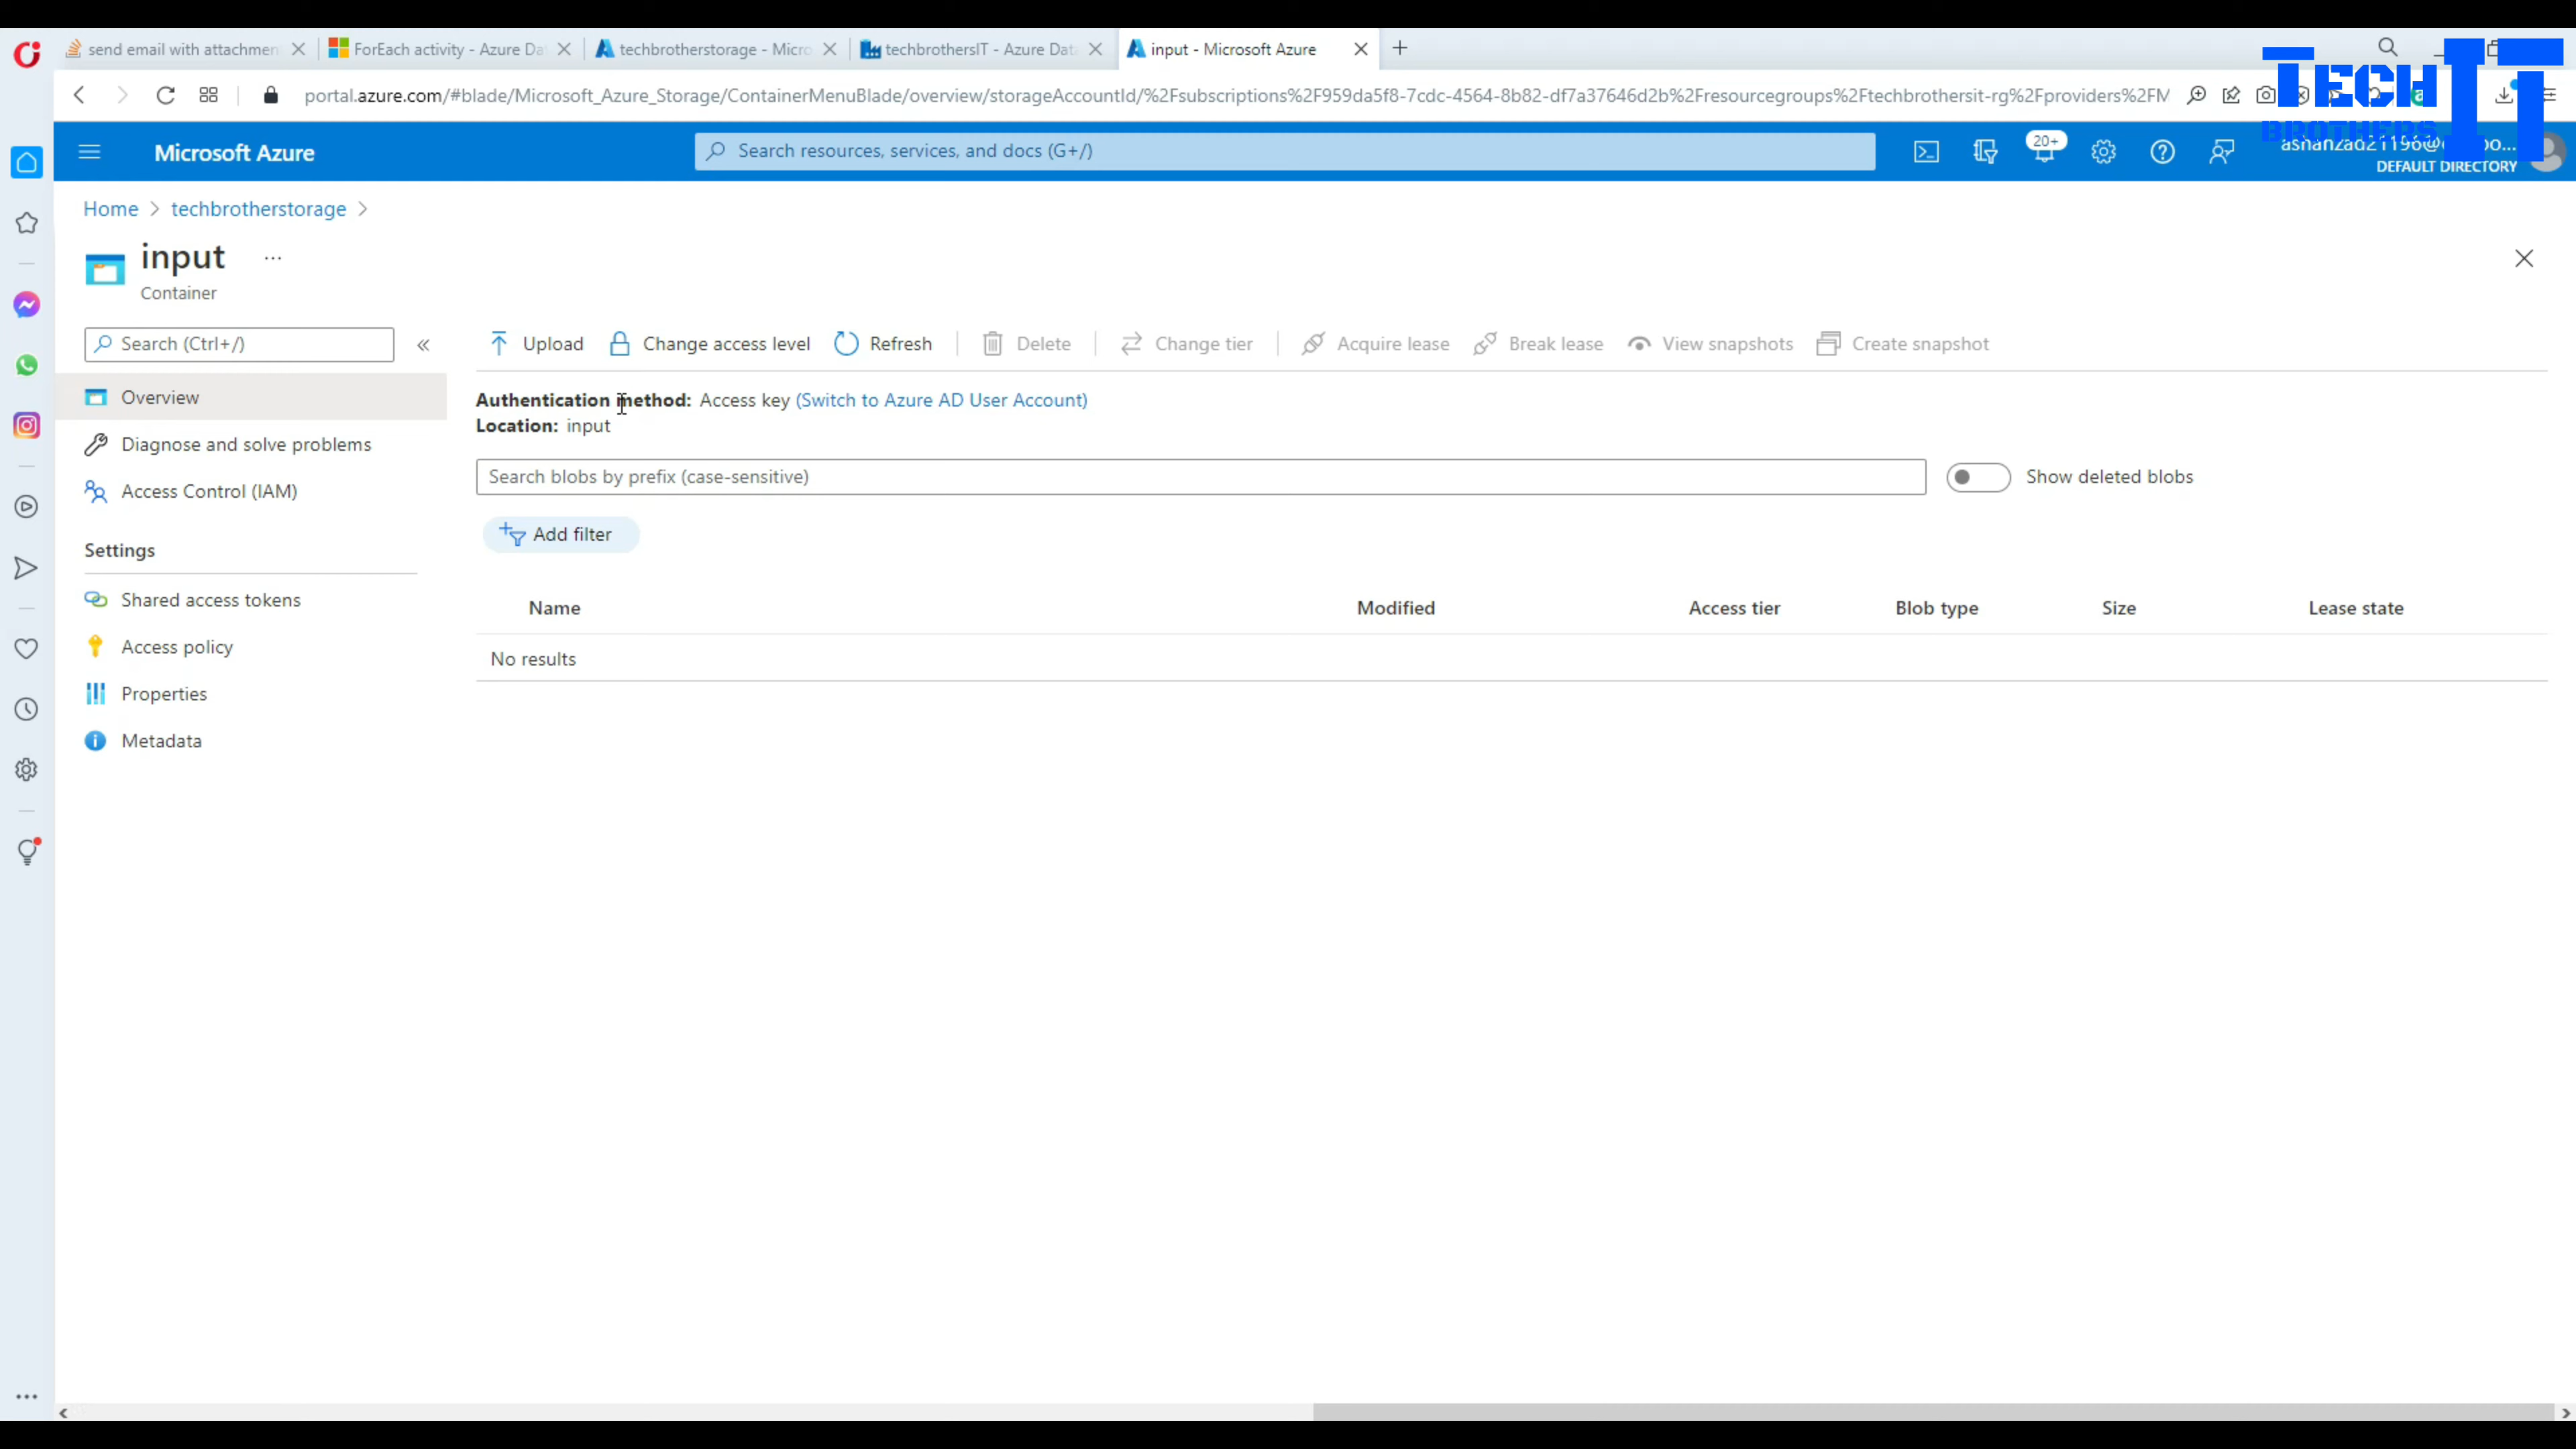 send email with attachmen
ForEach activity - Azure Da
techbrotherstorage - Micro
techbrothersIT - Azure Dat
input - Microsoft Azure
portal.azure.com/#blade/Microsoft_Azure_Storage/ContainerMenuBlade/overview/storageAccountId/%2Fsubscriptions%2F959da5f8-7cdc-4564-8b82-df7a37646d2b%2Fresourcegroups%2Ftechbrothersit-rg%2Fproviders%2FM
TECH IT
BROTHERS
Microsoft Azure
Search resources, services, and docs (G+/)
20+
DEFAULT DIRECTORY
Home > techbrotherstorage >
input ...
Container
Search (Ctrl+/)
«
Upload
Change access level
Refresh
Delete
Change tier
Acquire lease
Break lease
View snapshots
Create snapshot
Overview
Diagnose and solve problems
Access Control (IAM)
Settings
Shared access tokens
Access policy
Properties
Metadata
Authentication method: Access key (Switch to Azure AD User Account)
Location: input
Search blobs by prefix (case-sensitive)
Show deleted blobs
Add filter
Name Modified Access tier Blob type Size Lease state
No results